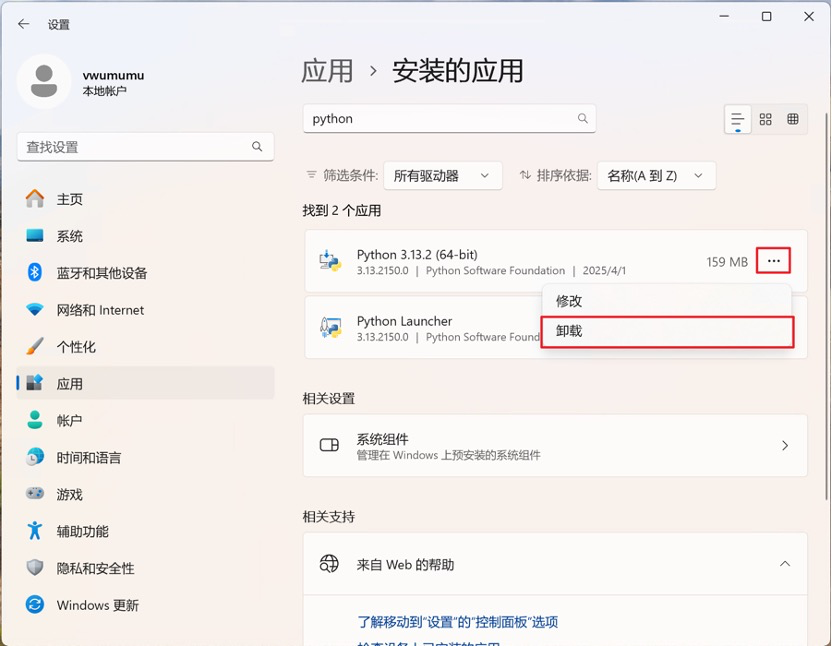 设置
vwumumu
本地帐户
查找设置
主页
系统
蓝牙和其他设备
网络和 Internet
个性化
应用
帐户
时间和语言
游戏
辅助功能
隐私和安全性
Windows 更新
应用 › 安装的应用
python
筛选条件: 所有驱动器 排序依据: 名称(A 到 Z)
找到 2 个应用
Python 3.13.2 (64-bit)
3.13.2150.0 | Python Software Foundation | 2025/4/1
159 MB
修改
卸载
Python Launcher
3.13.2150.0 | Python Software Found
相关设置
系统组件
管理在 Windows 上预安装的系统组件
相关支持
来自 Web 的帮助
了解移动到“设置”的“控制面板”选项